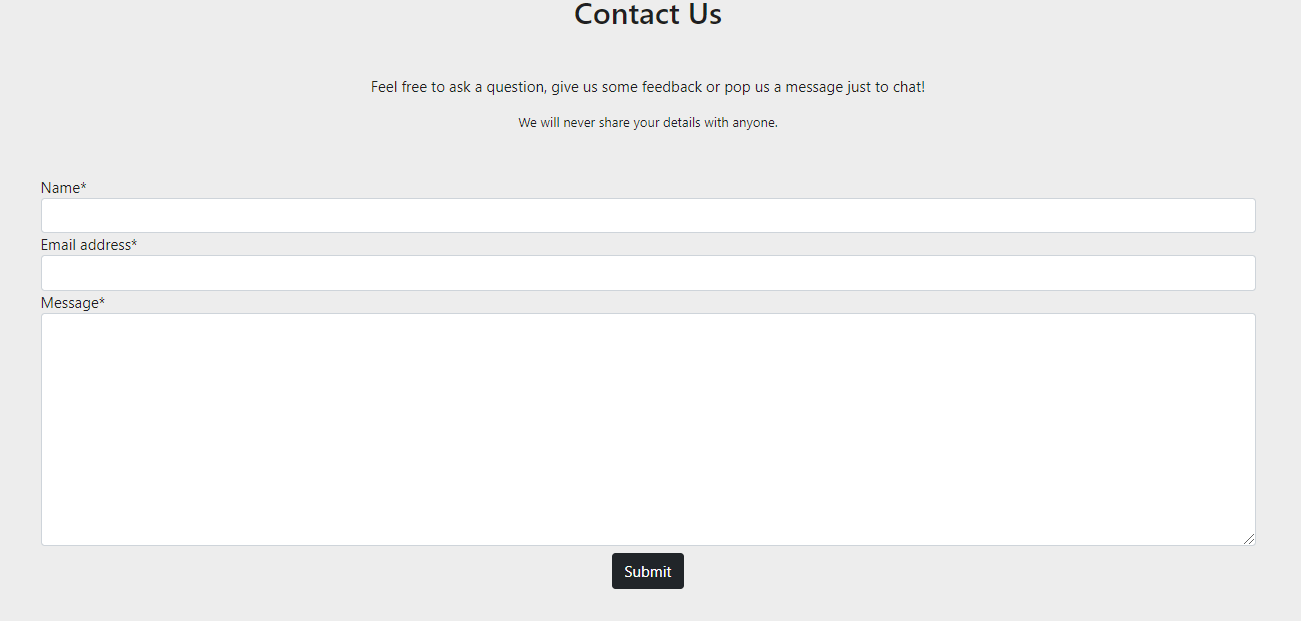 Contact Us
Feel free to ask a question, give us some feedback or pop us a message just to chat!
We will never share your details with anyone.
Name*
Email address*
Message*
Submit